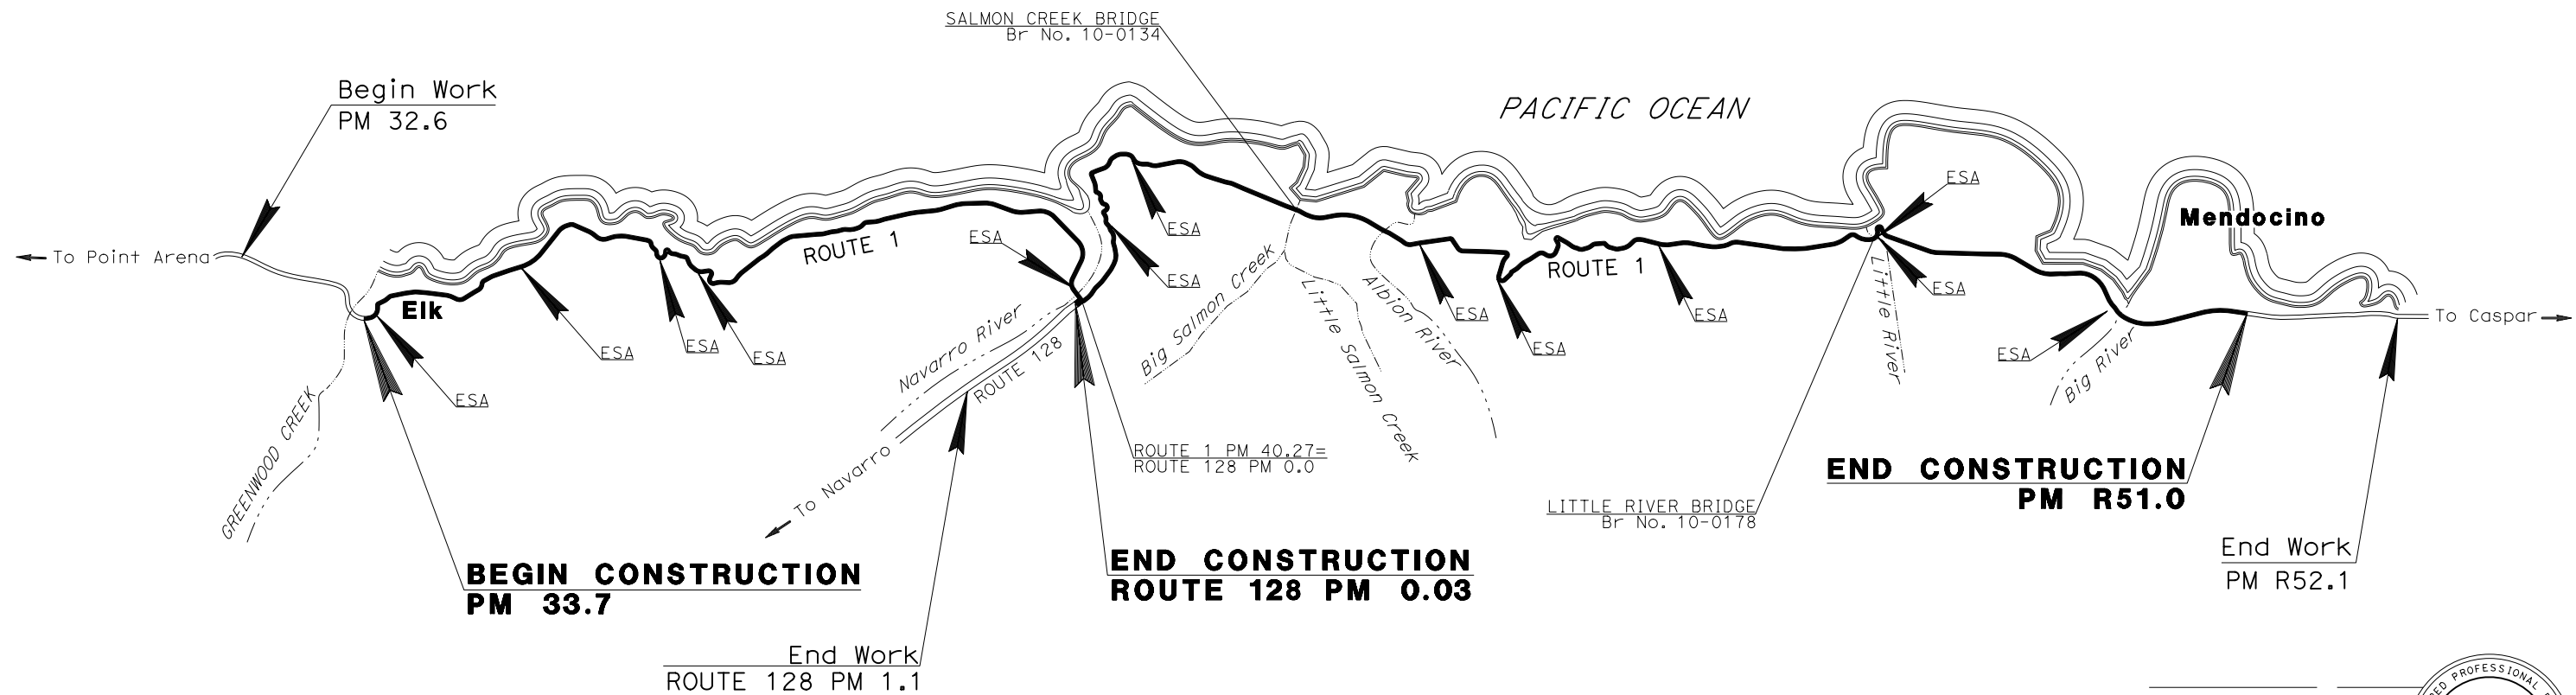 SALMON CREEK BRIDGE
Br No. 10-0134
Begin Work
PM 32.6
PACIFIC OCEAN
ESA
Mendocino
ESA
To Point Arena
ROUTE 1
ESA
ROUTE 1
ESA
ESA
Elk
Little River
To Caspar
ESA
ESA
ESA
ESA
ESA
ESA
ESA
ESA
Navarro River
ROUTE 128
Big Salmon Creek
Little Salmon Creek
Albion River
Big River
ESA
GREENWOOD CREEK
To Navarro
ROUTE 1 PM 40.27=
ROUTE 128 PM 0.0
END CONSTRUCTION
PM R51.0
LITTLE RIVER BRIDGE
Br No. 10-0178
End Work
PM R52.1
BEGIN CONSTRUCTION
PM 33.7
END CONSTRUCTION
ROUTE 128 PM 0.03
End Work
ROUTE 128 PM 1.1
PROFESSIONAL